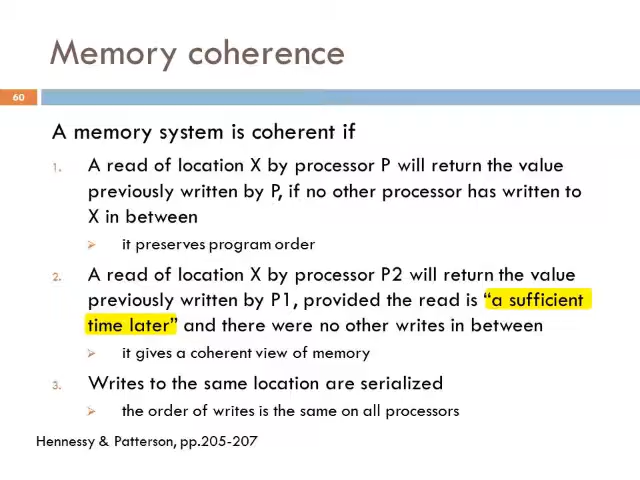 Memory coherence
60
A memory system is coherent if
1. A read of location X by processor P will return the value
previously written by P, if no other processor has written to
X in between
➢ it preserves program order
2. A read of location X by processor P2 will return the value
previously written by P1, provided the read is “a sufficient
time later” and there were no other writes in between
➢ it gives a coherent view of memory
3. Writes to the same location are serialized
➢ the order of writes is the same on all processors
Hennessy & Patterson, pp.205-207